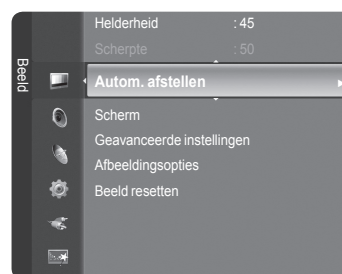 Beeld
Helderheid : 45
Scherpte : 50
Autom. afstellen
Scherm
Geavanceerde instellingen
Afbeeldingsopties
Beeld resetten